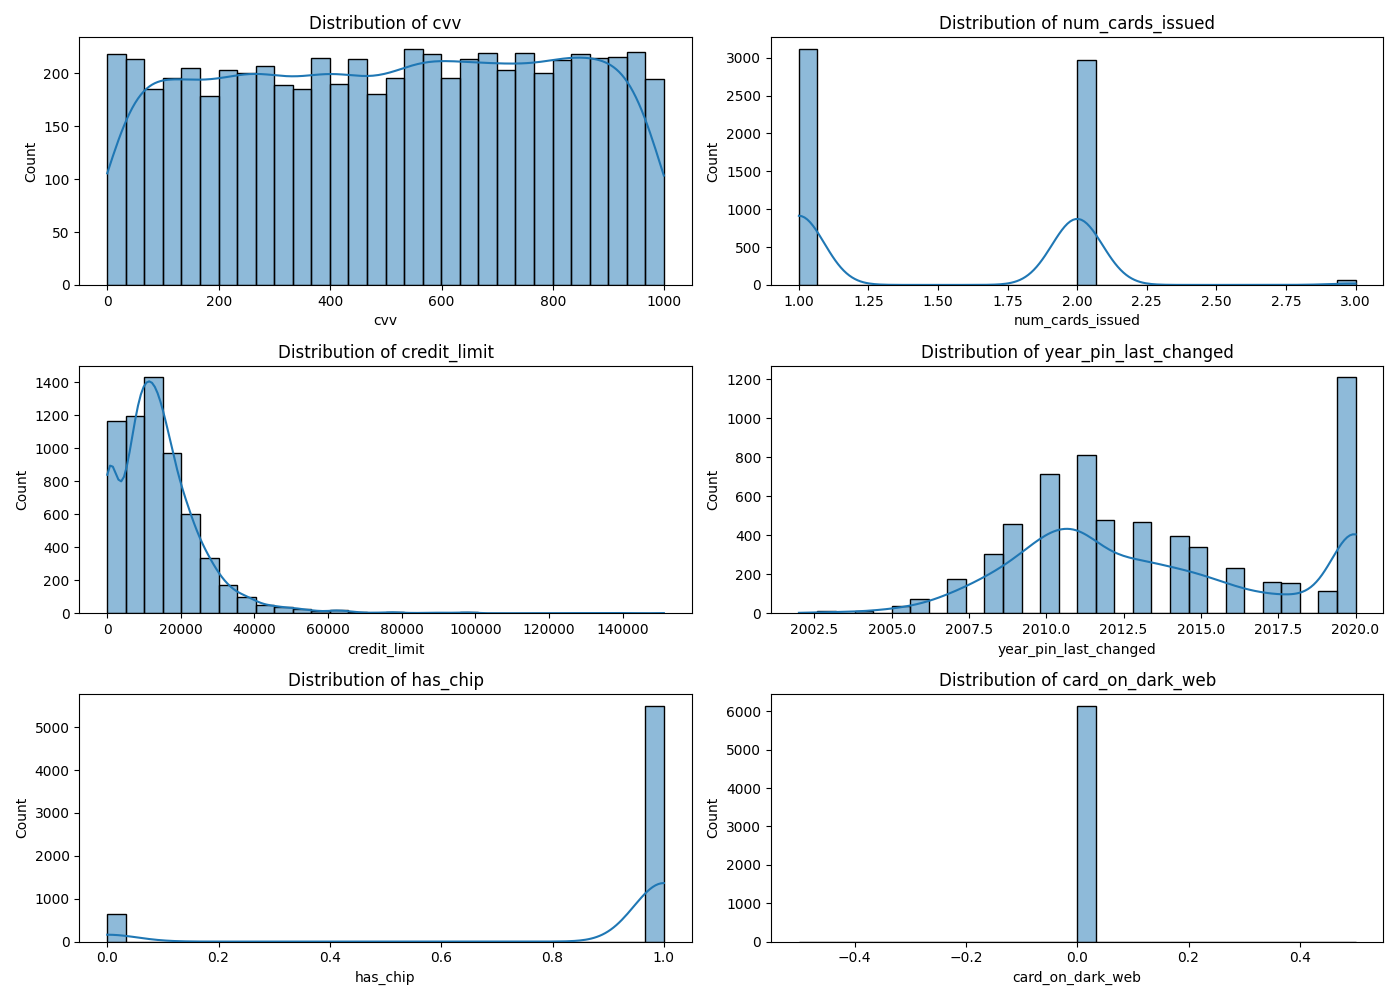 Distribution of cvv
Count
200
150
100
50
0
0 200 400 600 800 1000
cvv
Distribution of num_cards_issued
Count
3000
2500
2000
1500
1000
500
0
1.00 1.25 1.50 1.75 2.00 2.25 2.50 2.75 3.00
num_cards_issued
Distribution of credit_limit
Count
1400
1200
1000
800
600
400
200
0
0 20000 40000 60000 80000 100000 120000 140000
credit_limit
Distribution of year_pin_last_changed
Count
1200
1000
800
600
400
200
0
2002.5 2005.0 2007.5 2010.0 2012.5 2015.0 2017.5 2020.0
year_pin_last_changed
Distribution of has_chip
Count
5000
4000
3000
2000
1000
0
0.0 0.2 0.4 0.6 0.8 1.0
has_chip
Distribution of card_on_dark_web
Count
6000
5000
4000
3000
2000
1000
0
−0.4 −0.2 0.0 0.2 0.4
card_on_dark_web